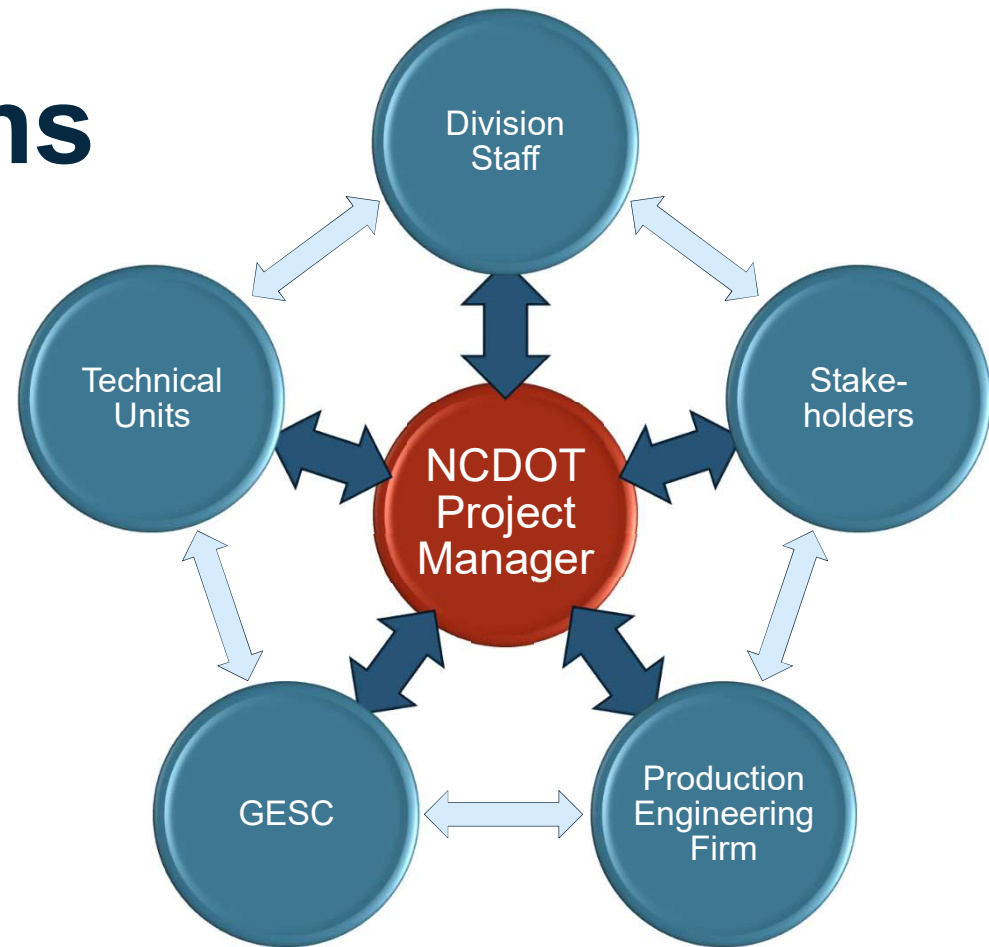 ns
Division
Staff
Technical
Units
Stake-
holders
NCDOT
Project
Manager
GESC
Production
Engineering
Firm